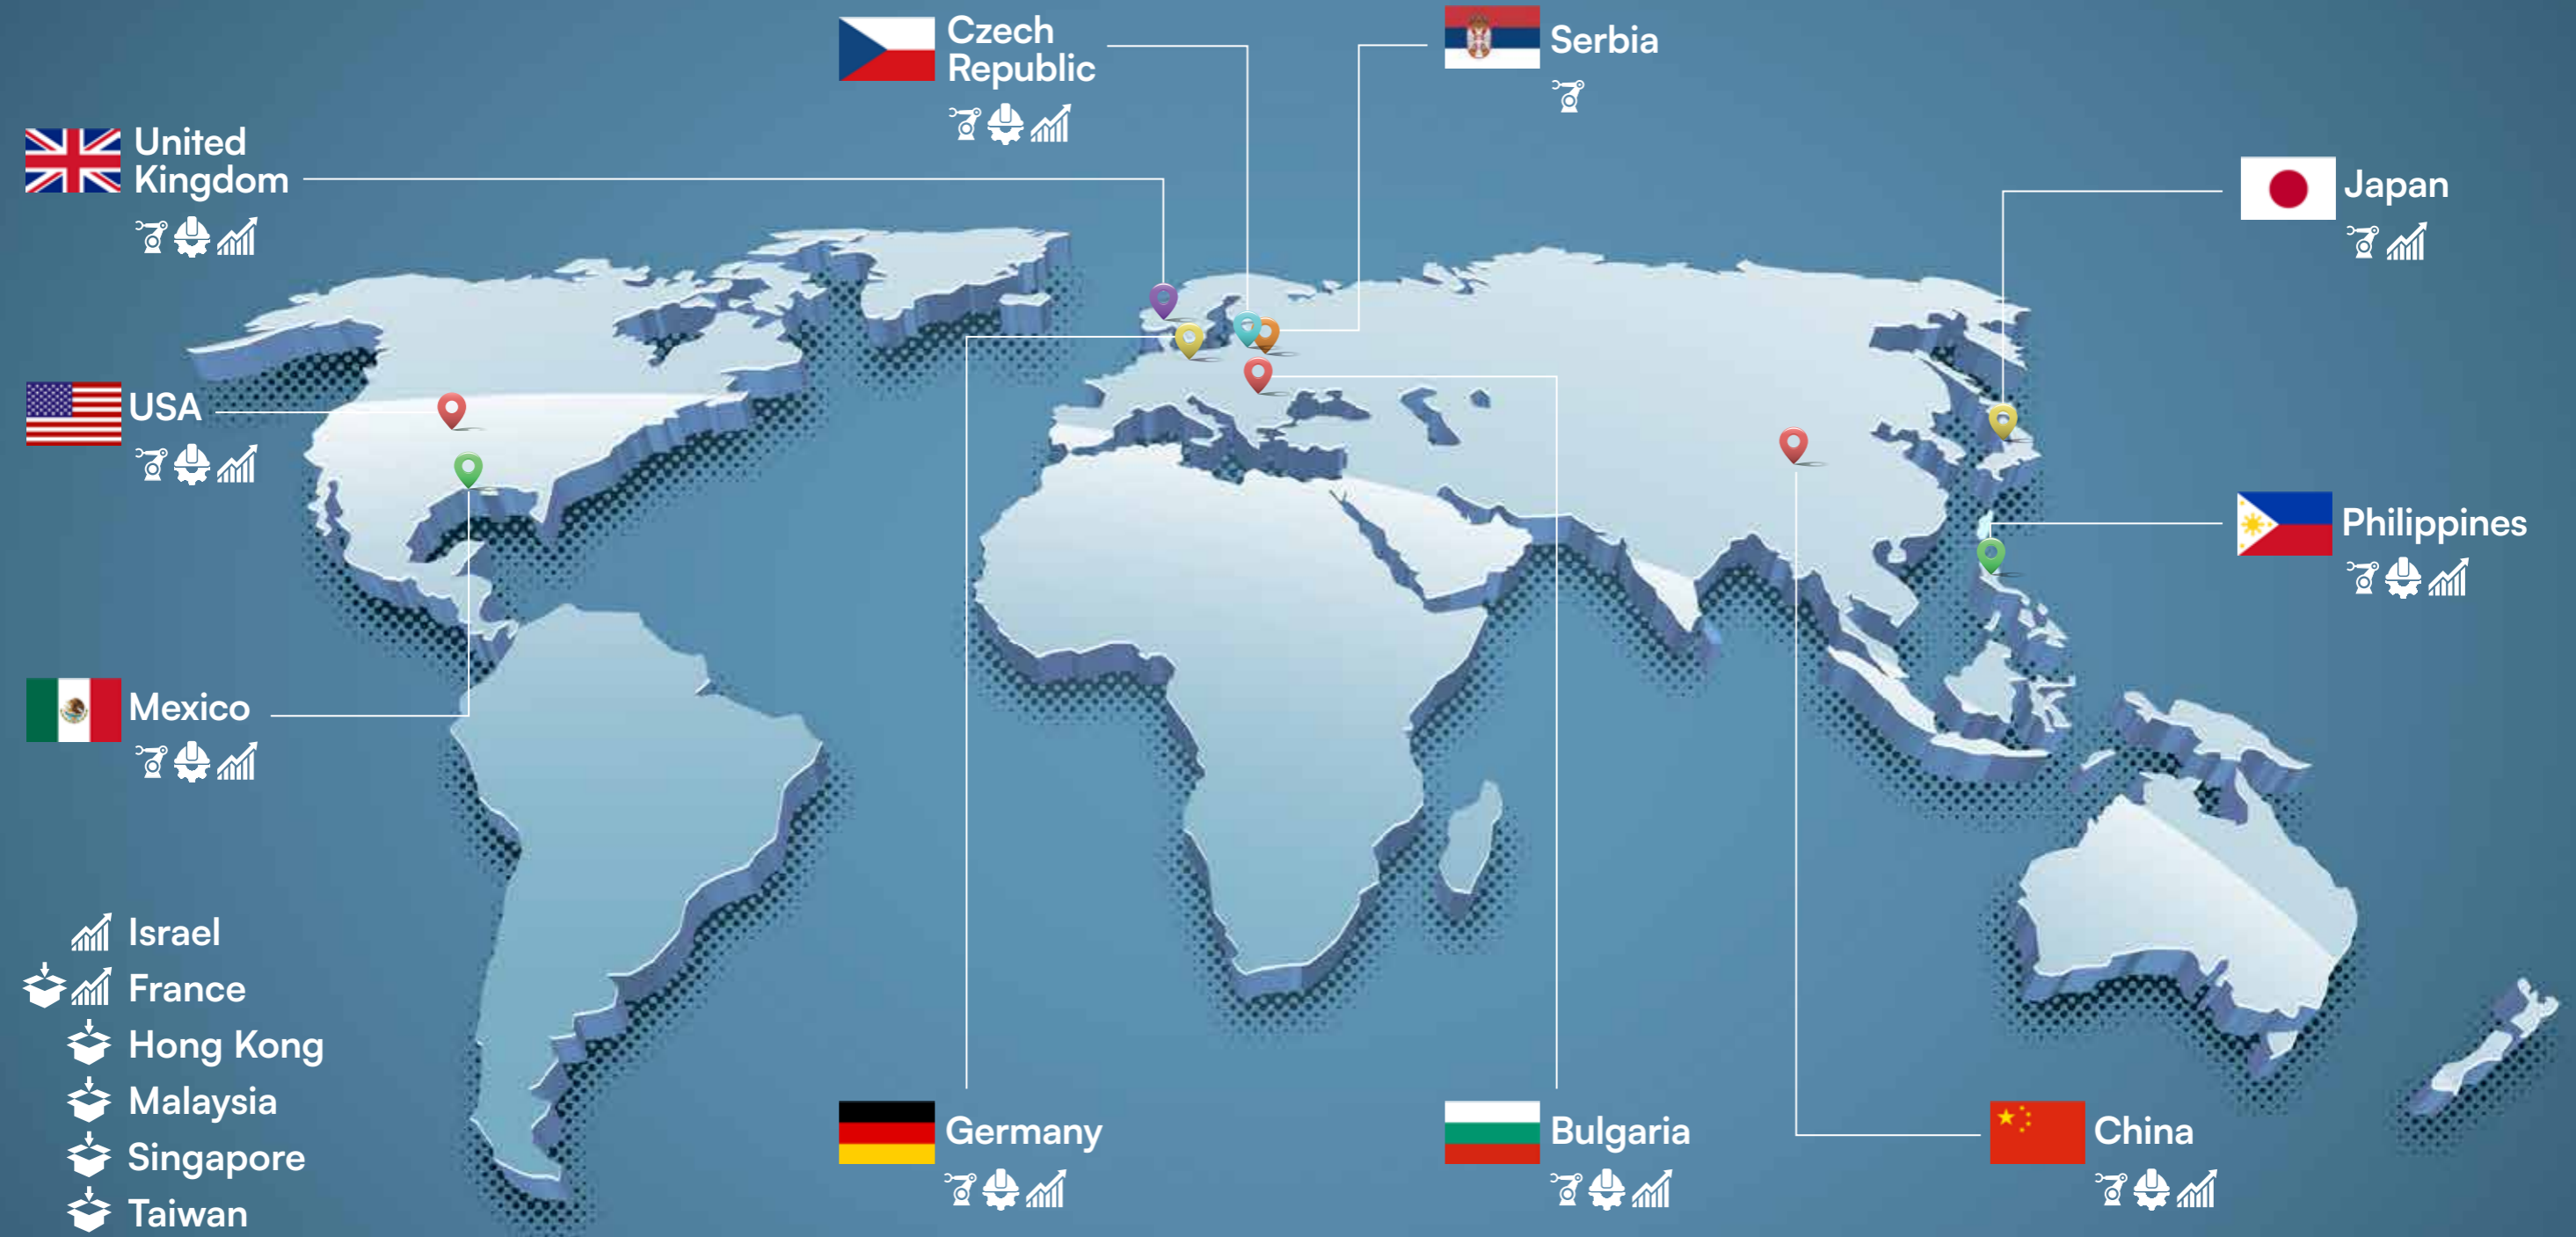 Czech
Republic
Serbia
United
Kingdom
Japan
USA
Philippines
Mexico
Israel
France
Hong Kong
Malaysia
Singapore
Taiwan
Germany
Bulgaria
China